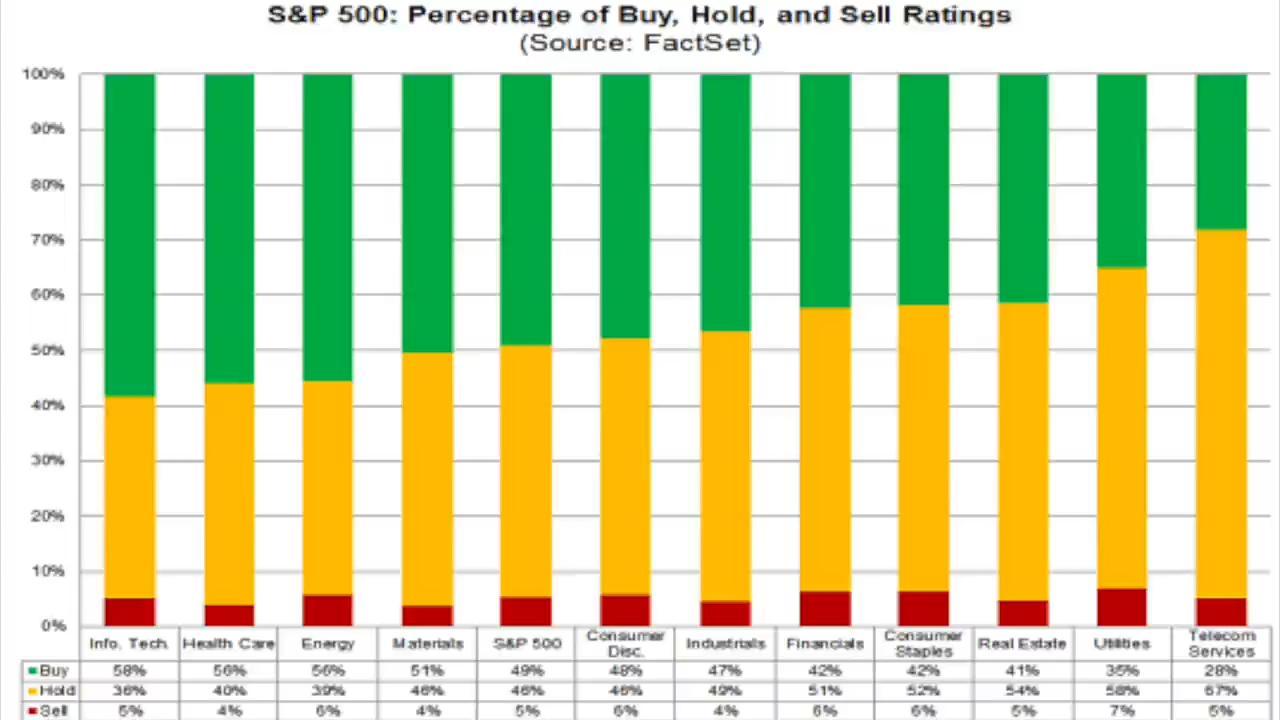 S&P 500: Percentage of Buy, Hold, and Sell Ratings
(Source: FactSet)
100%
90%
80%
70%
60%
50%
40%
30%
20%
10%
0%
Info. Tech. Health Care Energy Materials S&P 500 Consumer Disc. Industrials Financials Consumer Staples Real Estate Utilities Telecom Services
Buy 58% 56% 56% 51% 49% 48% 47% 42% 42% 41% 35% 28%
Hold 36% 40% 39% 46% 46% 46% 49% 51% 52% 54% 58% 67%
Sell 5% 4% 6% 4% 5% 6% 4% 6% 6% 5% 7% 5%